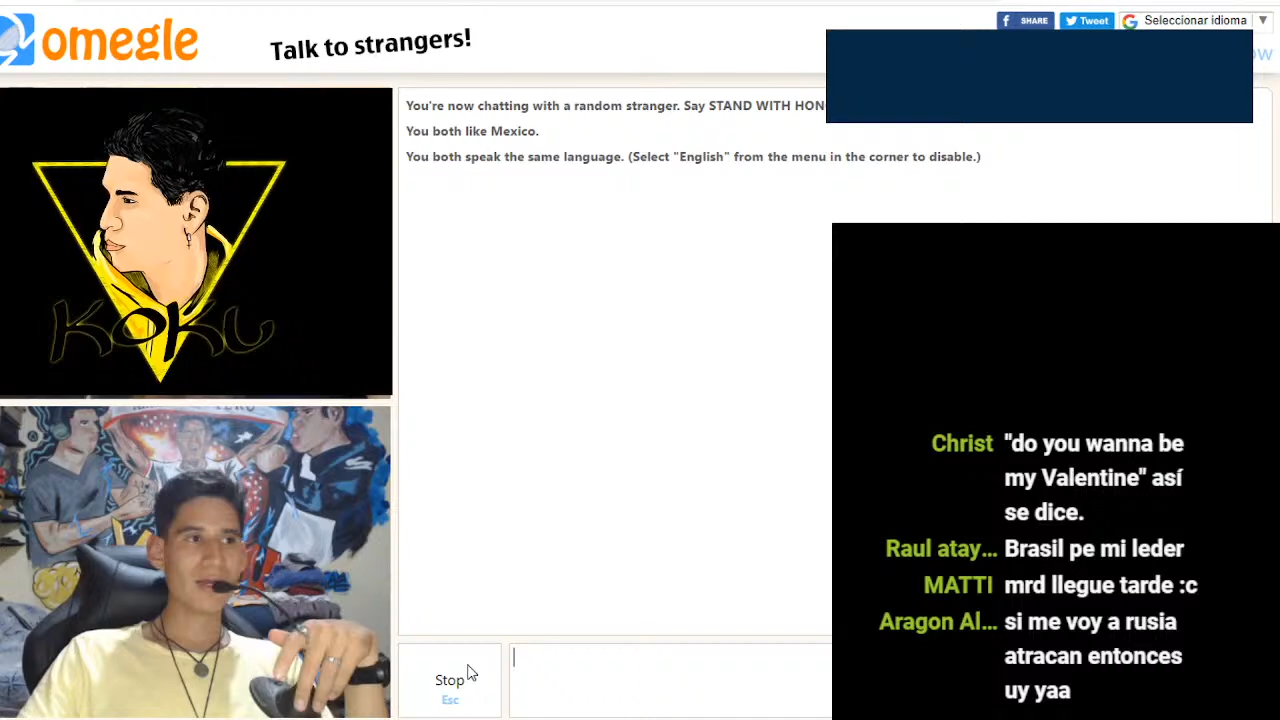 omegle
Talk to strangers!
SHARE
Tweet
Seleccionar idioma
You're now chatting with a random stranger. Say STAND WITH
You both like Mexico.
You both speak the same language. (Select "English" from the menu in the corner to disable.)
KOKU
Christ "do you wanna be
my Valentine" así
se dice.
Raul atay... Brasil pe mi leder
MATTI mrd llegue tarde :c
Aragon Al... si me voy a rusia
atracan entonces
uy yaa
Stop
Esc